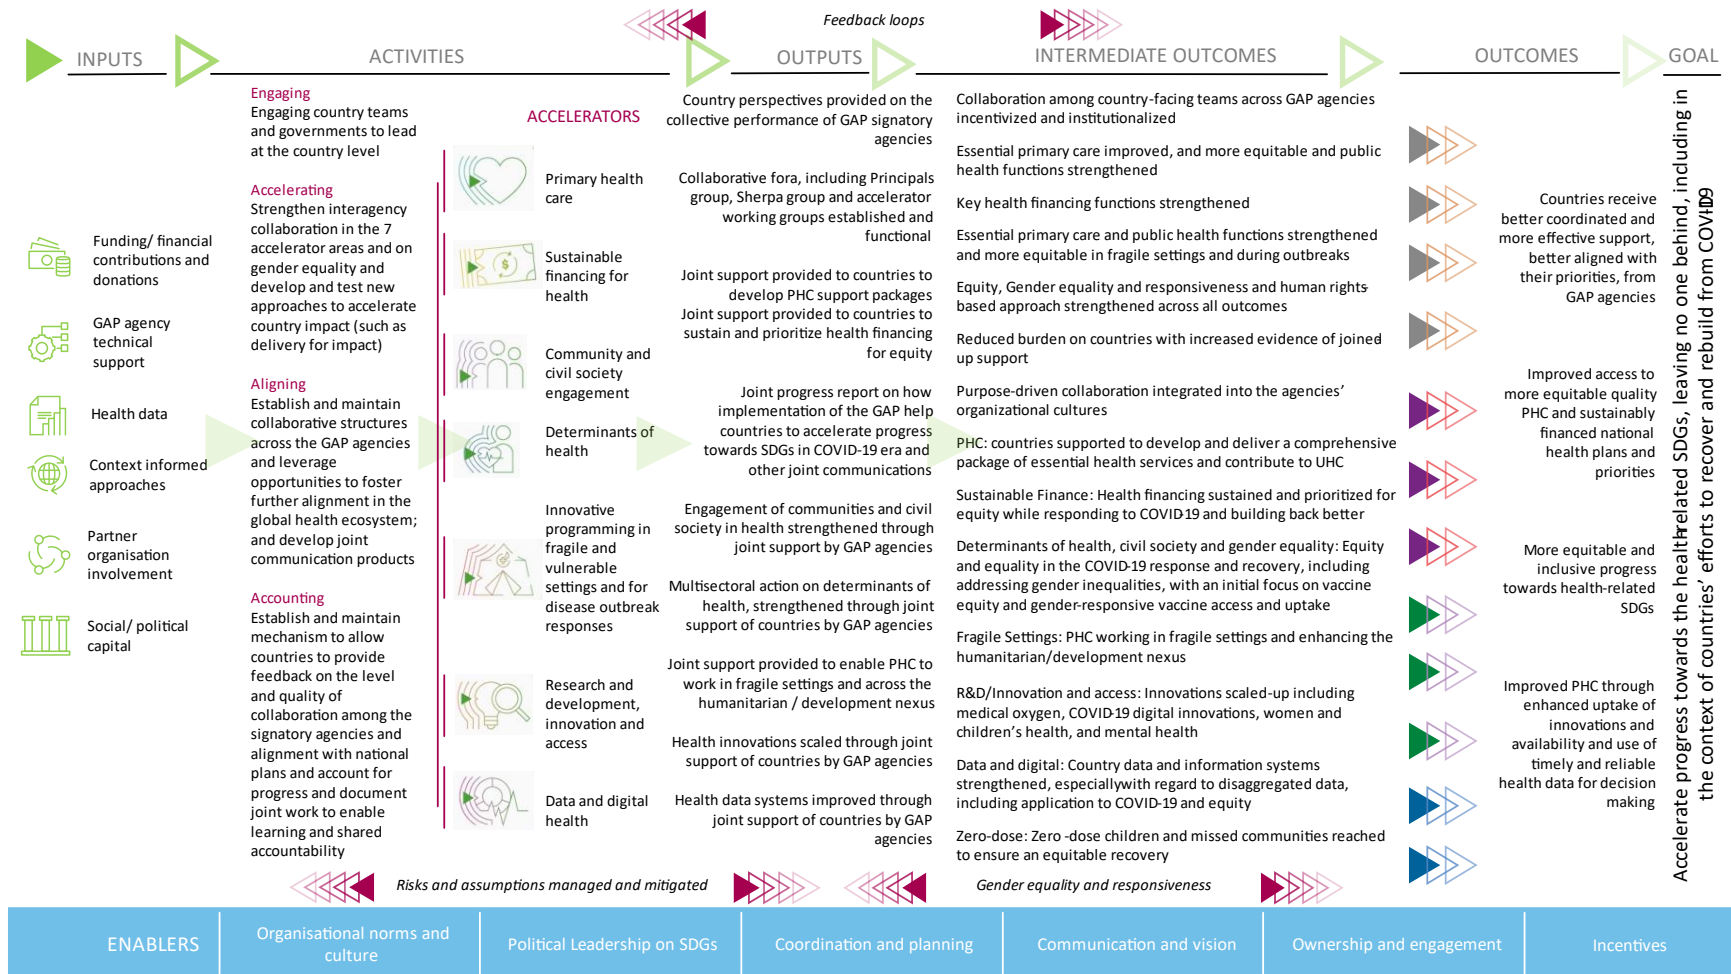 Feedback loops
INPUTS
ACTIVITIES
OUTPUTS
INTERMEDIATE OUTCOMES
OUTCOMES
GOAL
Funding/ financial
contributions and
donations
GAP agency
technical
support
Health data
Context informed
approaches
Partner
organisation
involvement
Social/ political
capital
Engaging
Engaging country teams
and governments to lead
at the country level
Accelerating
Strengthen interagency
collaboration in the 7
accelerator areas and on
gender equality and
develop and test new
approaches to accelerate
country impact (such as
delivery for impact)
Aligning
Establish and maintain
collaborative structures
across the GAP agencies
and leverage
opportunities to foster
further alignment in the
global health ecosystem;
and develop joint
communication products
Accounting
Establish and maintain
mechanism to allow
countries to provide
feedback on the level
and quality of
collaboration among the
signatory agencies and
alignment with national
plans and account for
progress and document
joint work to enable
learning and shared
accountability
ACCELERATORS
Primary health
care
Sustainable
financing for
health
Community and
civil society
engagement
Determinants of
health
Innovative
programming in
fragile and
vulnerable
settings and for
disease outbreak
responses
Research and
development,
innovation and
access
Data and digital
health
Country perspectives provided on the
collective performance of GAP signatory
agencies
Collaborative fora, including Principals
group, Sherpa group and accelerator
working groups established and
functional
Joint support provided to countries to
develop PHC support packages
Joint support provided to countries to
sustain and prioritize health financing
for equity
Joint progress report on how
implementation of the GAP help
countries to accelerate progress
towards SDGs in COVID-19 era and
other joint communications
Engagement of communities and civil
society in health strengthened through
joint support by GAP agencies
Multisectoral action on determinants of
health, strengthened through joint
support of countries by GAP agencies
Joint support provided to enable PHC to
work in fragile settings and across the
humanitarian / development nexus
Health innovations scaled through joint
support of countries by GAP agencies
Health data systems improved through
joint support of countries by GAP
agencies
Collaboration among country-facing teams across GAP agencies
incentivized and institutionalized
Essential primary care improved, and more equitable and public
health functions strengthened
Key health financing functions strengthened
Essential primary care and public health functions strengthened
and more equitable in fragile settings and during outbreaks
Equity, Gender equality and responsiveness and human rights-
based approach strengthened across all outcomes
Reduced burden on countries with increased evidence of joined-
up support
Purpose-driven collaboration integrated into the agencies’
organizational cultures
PHC: countries supported to develop and deliver a comprehensive
package of essential health services and contribute to UHC
Sustainable Finance: Health financing sustained and prioritized for
equity while responding to COVID-19 and building back better
Determinants of health, civil society and gender equality: Equity
and equality in the COVID-19 response and recovery, including
addressing gender inequalities, with an initial focus on vaccine
equity and gender-responsive vaccine access and uptake
Fragile Settings: PHC working in fragile settings and enhancing the
humanitarian/development nexus
R&D/Innovation and access: Innovations scaled-up including
medical oxygen, COVID-19 digital innovations, women and
children’s health, and mental health
Data and digital: Country data and information systems
strengthened, especially with regard to disaggregated data,
including application to COVID-19 and equity
Zero-dose: Zero -dose children and missed communities reached
to ensure an equitable recovery
Countries receive
better coordinated and
more effective support,
better aligned with
their priorities, from
GAP agencies
Improved access to
more equitable quality
PHC and sustainably
financed national
health plans and
priorities
More equitable and
inclusive progress
towards health-related
SDGs
Improved PHC through
enhanced uptake of
innovations and
availability and use of
timely and reliable
health data for decision
making
Accelerate progress towards the health-related SDGs, leaving no one behind, including in
the context of countries’ efforts to recover and rebuild from COVID-19
Risks and assumptions managed and mitigated
Gender equality and responsiveness
ENABLERS
Organisational norms and
culture
Political Leadership on SDGs
Coordination and planning
Communication and vision
Ownership and engagement
Incentives